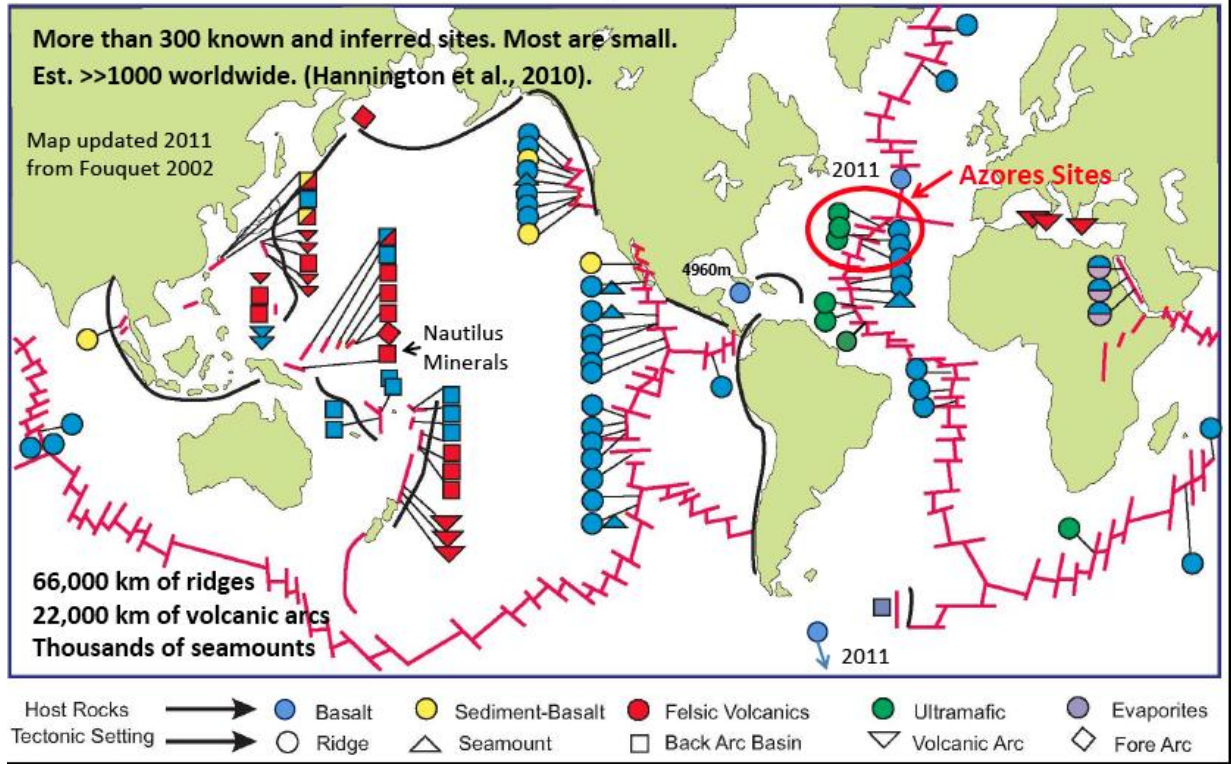 More than 300 known and inferred sites. Most are small.
Est. >>1000 worldwide. (Hannington et al., 2010).
Map updated 2011
from Fouquet 2002
2011
Azores Sites
4960m
Nautilus
Minerals
66,000 km of ridges
22,000 km of volcanic arcs
Thousands of seamounts
2011
Host Rocks
Basalt
Sediment-Basalt
Felsic Volcanics
Ultramafic
Evaporites
Tectonic Setting
Ridge
Seamount
Back Arc Basin
Volcanic Arc
Fore Arc